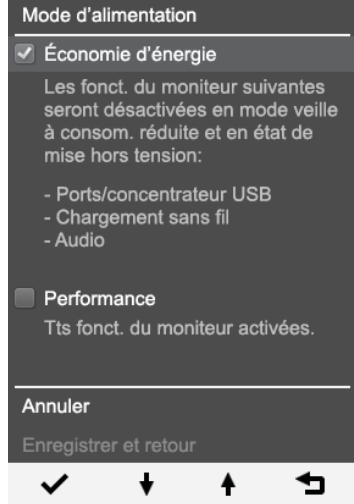 Mode d'alimentation
Économie d'énergie
Les fonct. du moniteur suivantes
seront désactivées en mode veille
à consom. réduite et en état de
mise hors tension:
- Ports/concentrateur USB
- Chargement sans fil
- Audio
Performance
Tts fonct. du moniteur activées.
Annuler
Enregistrer et retour